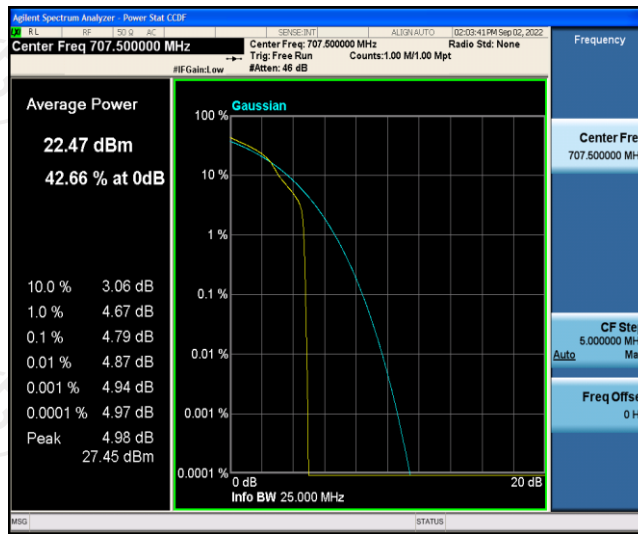 Agilent Spectrum Analyzer - Power Stat CCDF
RL RF 50 Ω AC SENSE:INT ALIGN AUTO 02:03:41 PM Sep 02, 2022
Center Freq 707.500000 MHz
Center Freq: 707.500000 MHz Radio Std: None
Trig: Free Run Counts:1.00 M/1.00 Mpt
#IFGain:Low #Atten: 46 dB
Frequency
Average Power
22.47 dBm
42.66 % at 0dB
10.0 % 3.06 dB
1.0 % 4.67 dB
0.1 % 4.79 dB
0.01 % 4.87 dB
0.001 % 4.94 dB
0.0001 % 4.97 dB
Peak 4.98 dB
27.45 dBm
Gaussian
100 %
10 %
1 %
0.1 %
0.01 %
0.001 %
0.0001 %
0 dB 20 dB
Info BW 25.000 MHz
Center Fre
707.500000 MH
CF Ste
5.000000 MH
Auto Ma
Freq Offse
0 H
MSG STATUS